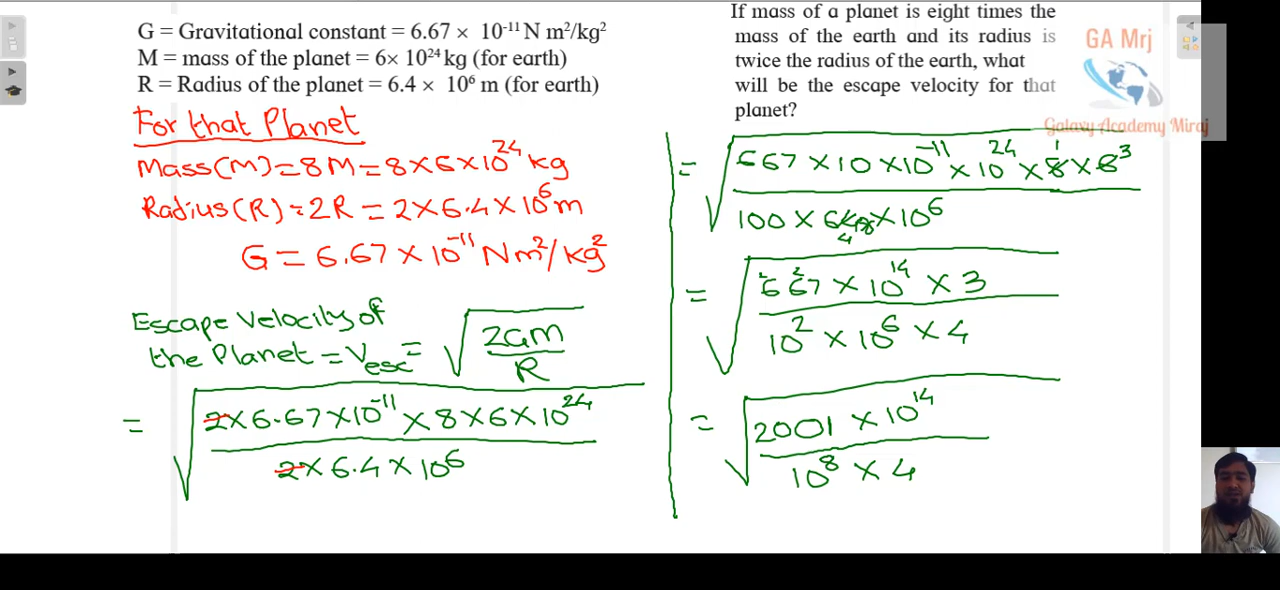 G = Gravitational constant = 6.67 × 10⁻¹¹ N m²/kg²
M = mass of the planet = 6× 10²⁴ kg (for earth)
R = Radius of the planet = 6.4 × 10⁶ m (for earth)
For that Planet
Mass(M) = 8M = 8×6×10²⁴ kg
Radius(R) = 2R = 2×6.4×10⁶ m
G = 6.67×10⁻¹¹ Nm²/kg²
Escape Velocity of
the Planet = Vesc = √(2GM/R)
= √(2×6.67×10⁻¹¹×8×6×10²⁴
2×6.4×10⁶)
If mass of a planet is eight times the
mass of the earth and its radius is
twice the radius of the earth, what
will be the escape velocity for that
planet?
GA Mrj
Galaxy Academy Miraj
= √(667×10×10⁻¹¹×10²⁴×8¹×6³
100×64×10⁶)
= √(667×10¹⁴×3
10²×10⁶×4)
= √(2001×10¹⁴
10⁸×4)